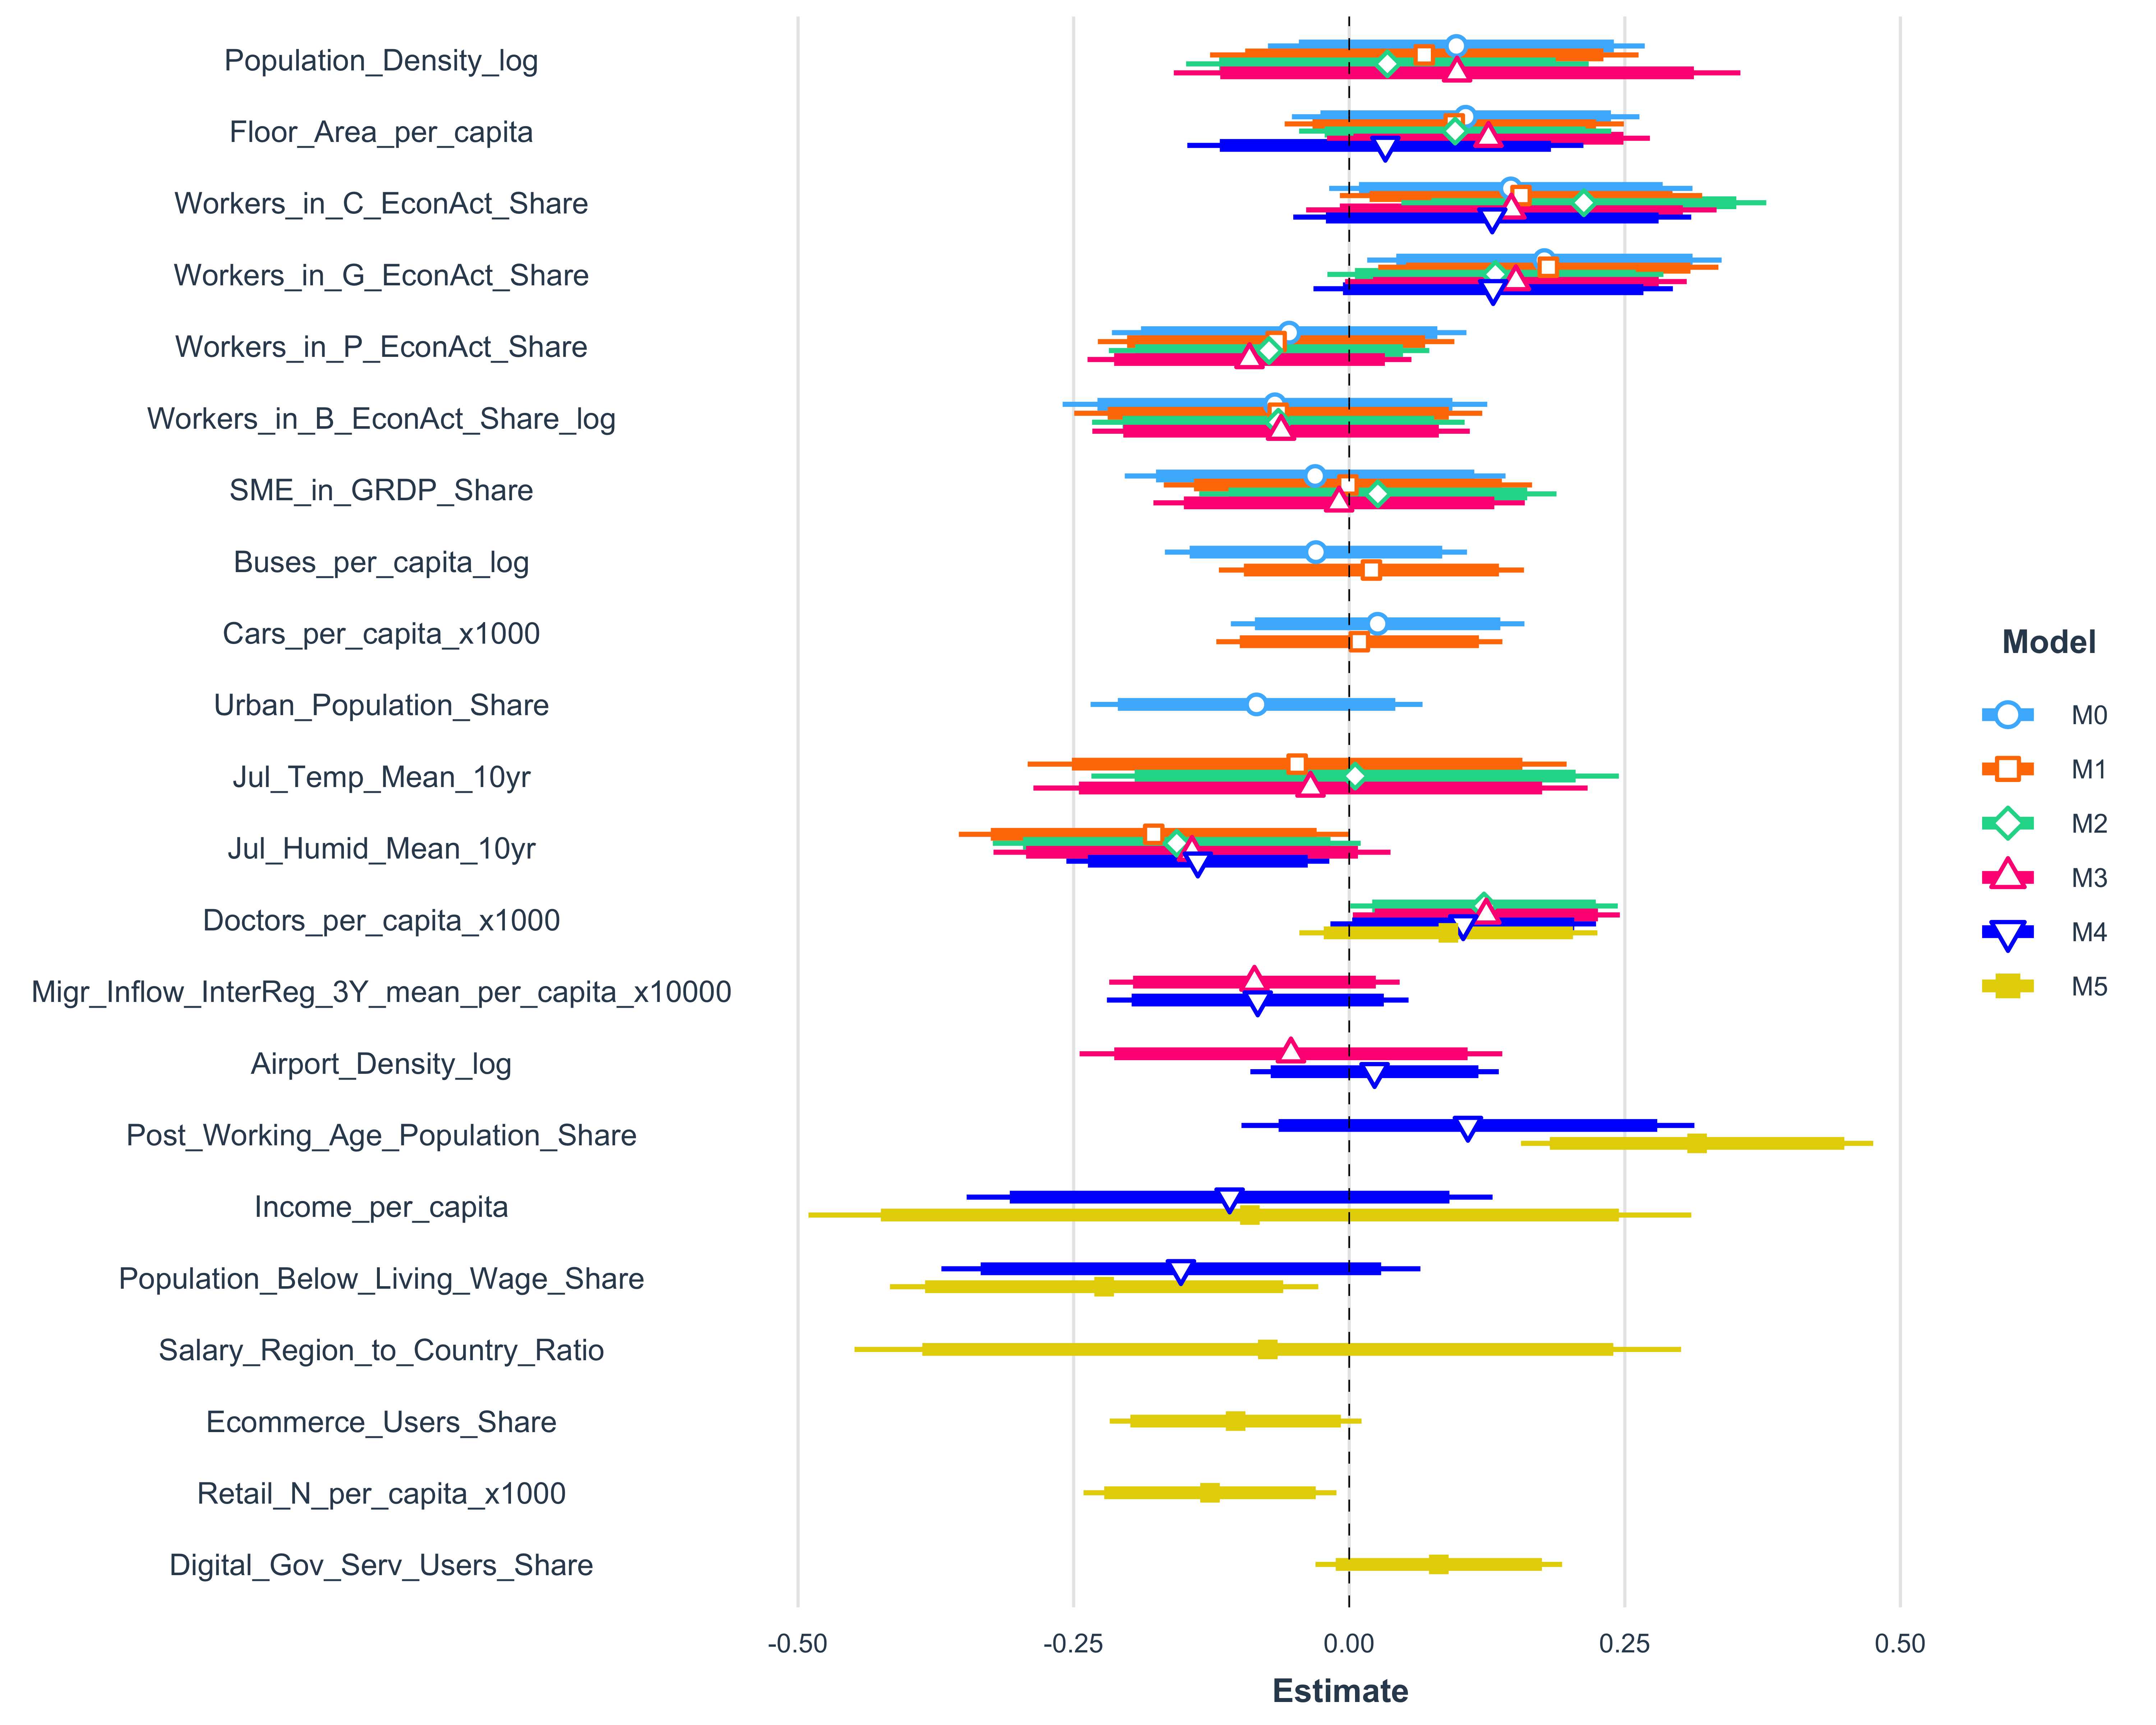 Population_Density_log
Floor_Area_per_capita
Workers_in_C_EconAct_Share
Workers_in_G_EconAct_Share
Workers_in_P_EconAct_Share
Workers_in_B_EconAct_Share_log
SME_in_GRDP_Share
Buses_per_capita_log
Cars_per_capita_x1000
Urban_Population_Share
Jul_Temp_Mean_10yr
Jul_Humid_Mean_10yr
Doctors_per_capita_x1000
Migr_Inflow_InterReg_3Y_mean_per_capita_x10000
Airport_Density_log
Post_Working_Age_Population_Share
Income_per_capita
Population_Below_Living_Wage_Share
Salary_Region_to_Country_Ratio
Ecommerce_Users_Share
Retail_N_per_capita_x1000
Digital_Gov_Serv_Users_Share
-0.50 -0.25 0.00 0.25 0.50
Estimate
Model
M0
M1
M2
M3
M4
M5